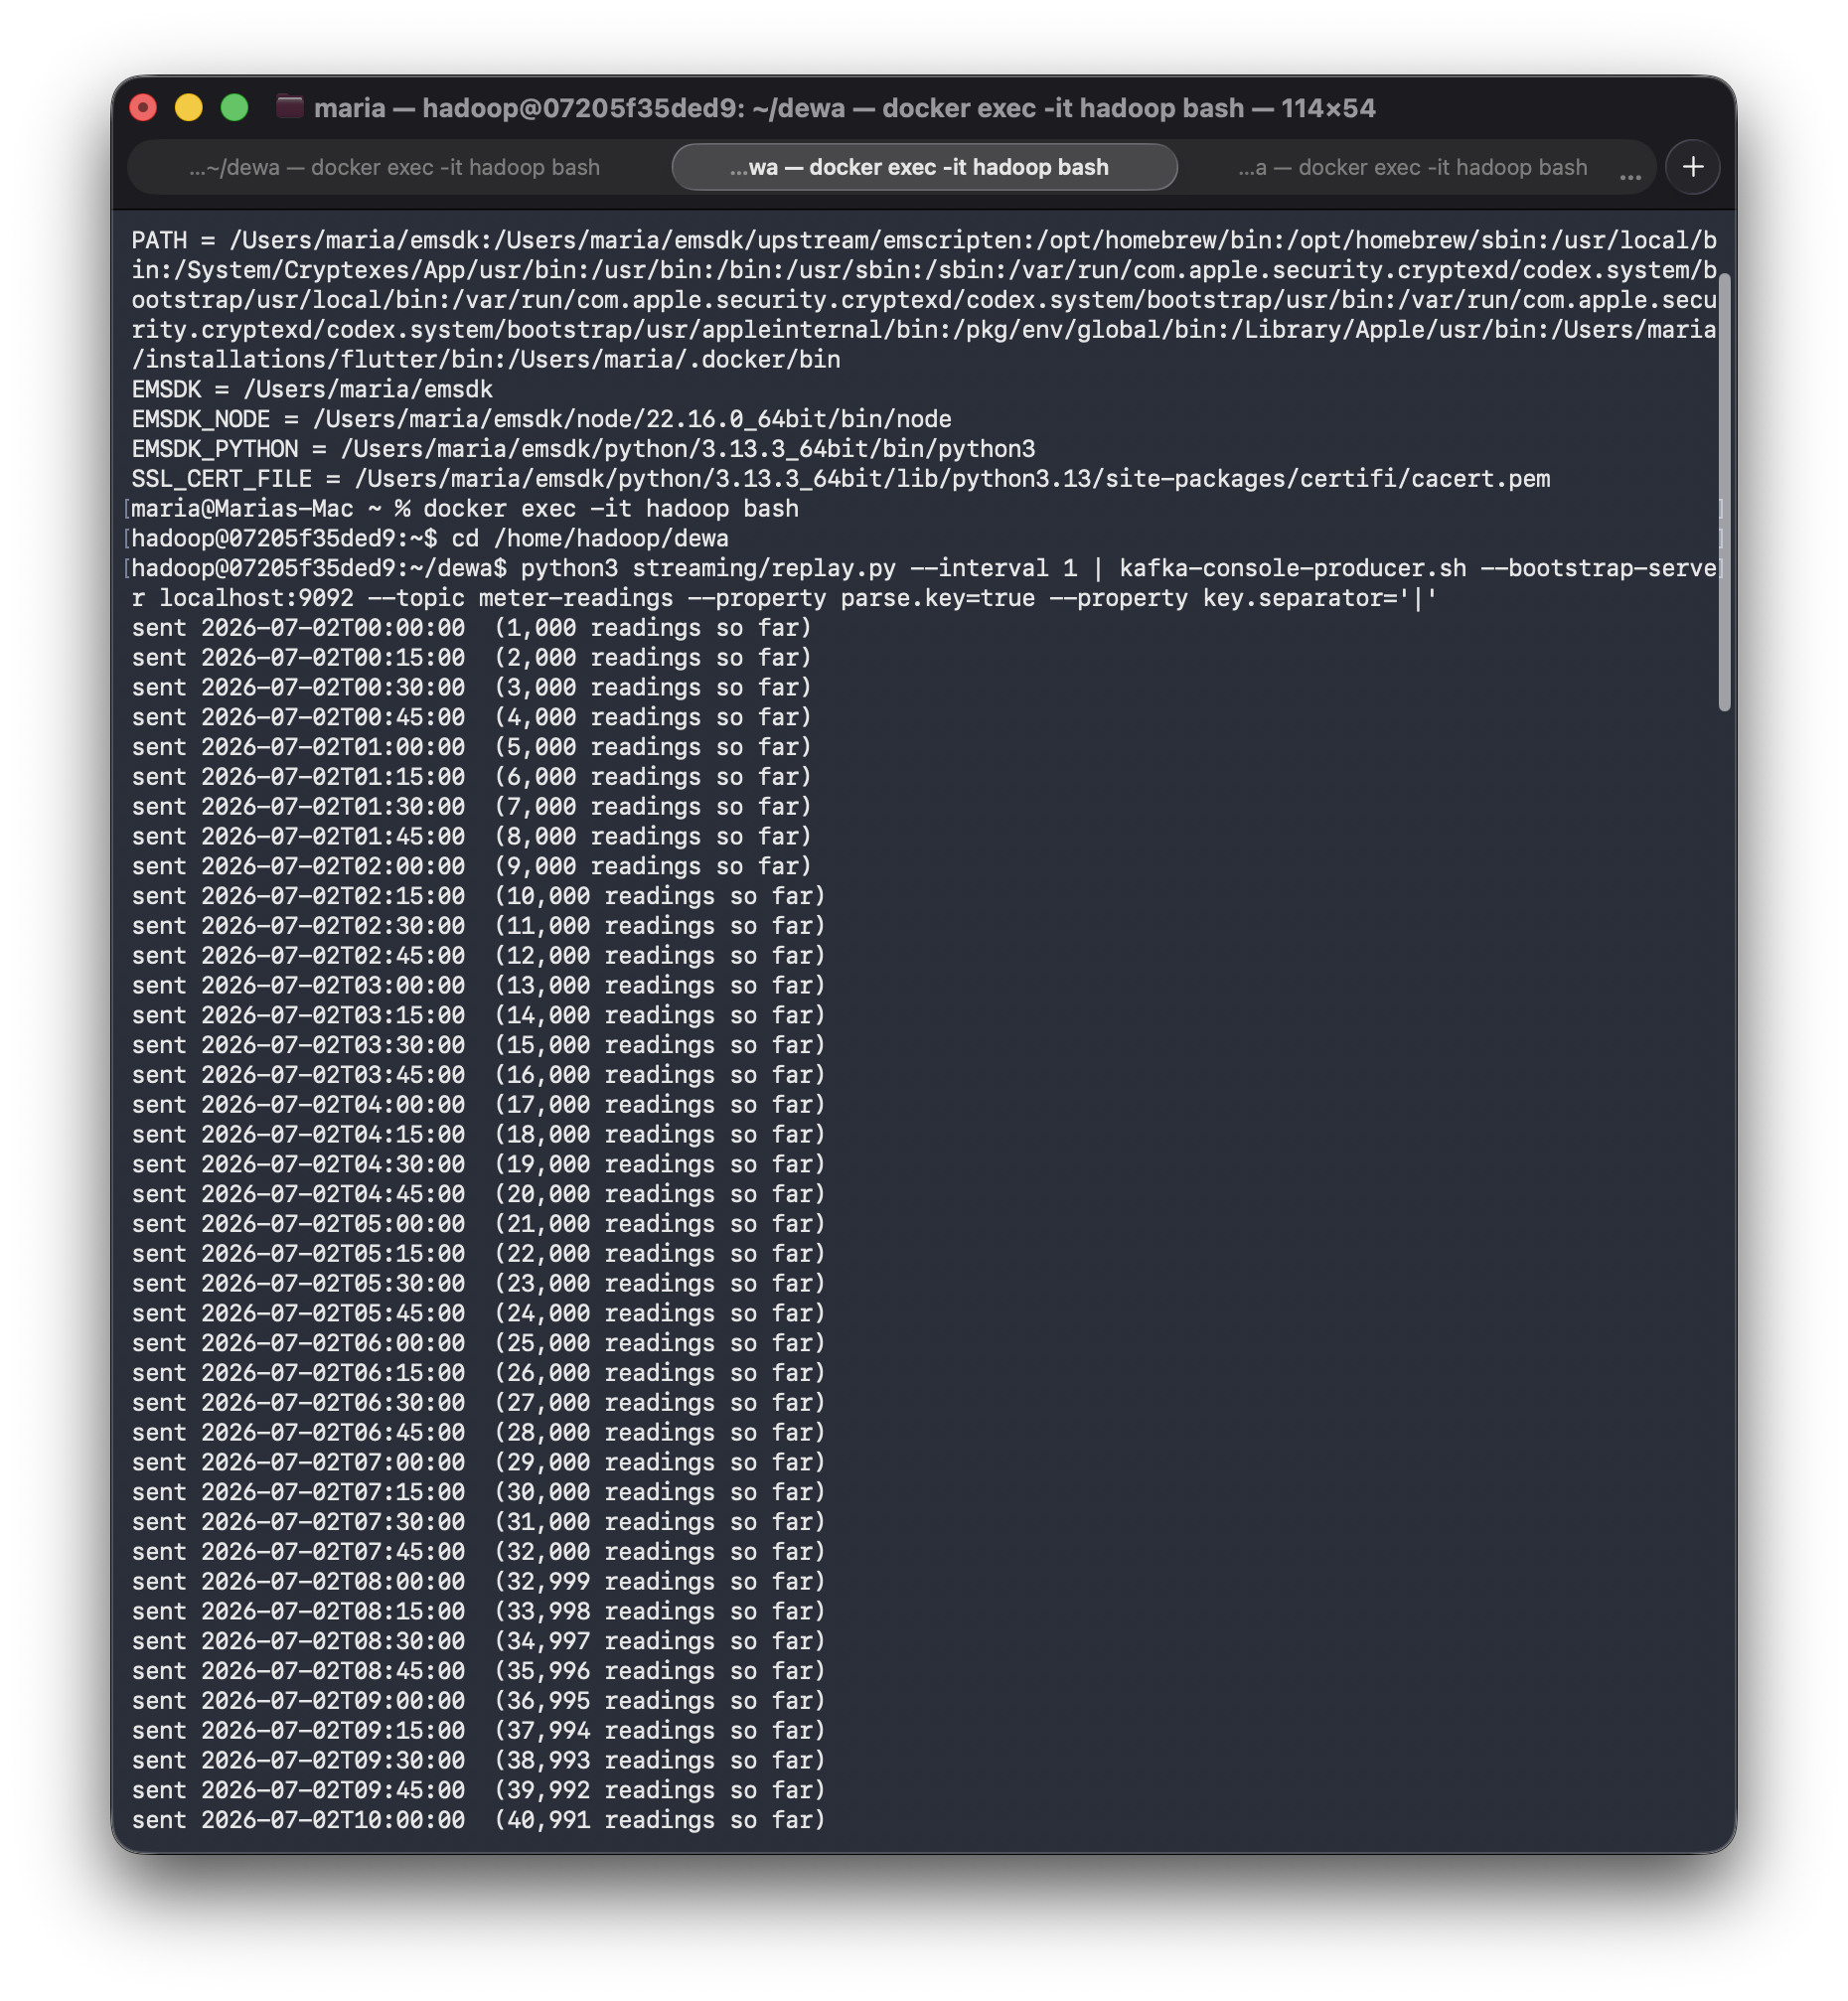 maria — hadoop@07205f35ded9: ~/dewa — docker exec -it hadoop bash — 114×54
...~/dewa — docker exec -it hadoop bash
...wa — docker exec -it hadoop bash
...a — docker exec -it hadoop bash
...
+
PATH = /Users/maria/emsdk:/Users/maria/emsdk/upstream/emscripten:/opt/homebrew/bin:/opt/homebrew/sbin:/usr/local/b
in:/System/Cryptexes/App/usr/bin:/usr/bin:/bin:/usr/sbin:/sbin:/var/run/com.apple.security.cryptexd/codex.system/b
ootstrap/usr/local/bin:/var/run/com.apple.security.cryptexd/codex.system/bootstrap/usr/bin:/var/run/com.apple.secu
rity.cryptexd/codex.system/bootstrap/usr/appleinternal/bin:/pkg/env/global/bin:/Library/Apple/usr/bin:/Users/maria
/installations/flutter/bin:/Users/maria/.docker/bin
EMSDK = /Users/maria/emsdk
EMSDK_NODE = /Users/maria/emsdk/node/22.16.0_64bit/bin/node
EMSDK_PYTHON = /Users/maria/emsdk/python/3.13.3_64bit/bin/python3
SSL_CERT_FILE = /Users/maria/emsdk/python/3.13.3_64bit/lib/python3.13/site-packages/certifi/cacert.pem
[maria@Marias-Mac ~ % docker exec -it hadoop bash ]
[hadoop@07205f35ded9:~$ cd /home/hadoop/dewa ]
[hadoop@07205f35ded9:~/dewa$ python3 streaming/replay.py --interval 1 | kafka-console-producer.sh --bootstrap-serve]
r localhost:9092 --topic meter-readings --property parse.key=true --property key.separator='|'
sent 2026-07-02T00:00:00  (1,000 readings so far)
sent 2026-07-02T00:15:00  (2,000 readings so far)
sent 2026-07-02T00:30:00  (3,000 readings so far)
sent 2026-07-02T00:45:00  (4,000 readings so far)
sent 2026-07-02T01:00:00  (5,000 readings so far)
sent 2026-07-02T01:15:00  (6,000 readings so far)
sent 2026-07-02T01:30:00  (7,000 readings so far)
sent 2026-07-02T01:45:00  (8,000 readings so far)
sent 2026-07-02T02:00:00  (9,000 readings so far)
sent 2026-07-02T02:15:00  (10,000 readings so far)
sent 2026-07-02T02:30:00  (11,000 readings so far)
sent 2026-07-02T02:45:00  (12,000 readings so far)
sent 2026-07-02T03:00:00  (13,000 readings so far)
sent 2026-07-02T03:15:00  (14,000 readings so far)
sent 2026-07-02T03:30:00  (15,000 readings so far)
sent 2026-07-02T03:45:00  (16,000 readings so far)
sent 2026-07-02T04:00:00  (17,000 readings so far)
sent 2026-07-02T04:15:00  (18,000 readings so far)
sent 2026-07-02T04:30:00  (19,000 readings so far)
sent 2026-07-02T04:45:00  (20,000 readings so far)
sent 2026-07-02T05:00:00  (21,000 readings so far)
sent 2026-07-02T05:15:00  (22,000 readings so far)
sent 2026-07-02T05:30:00  (23,000 readings so far)
sent 2026-07-02T05:45:00  (24,000 readings so far)
sent 2026-07-02T06:00:00  (25,000 readings so far)
sent 2026-07-02T06:15:00  (26,000 readings so far)
sent 2026-07-02T06:30:00  (27,000 readings so far)
sent 2026-07-02T06:45:00  (28,000 readings so far)
sent 2026-07-02T07:00:00  (29,000 readings so far)
sent 2026-07-02T07:15:00  (30,000 readings so far)
sent 2026-07-02T07:30:00  (31,000 readings so far)
sent 2026-07-02T07:45:00  (32,000 readings so far)
sent 2026-07-02T08:00:00  (32,999 readings so far)
sent 2026-07-02T08:15:00  (33,998 readings so far)
sent 2026-07-02T08:30:00  (34,997 readings so far)
sent 2026-07-02T08:45:00  (35,996 readings so far)
sent 2026-07-02T09:00:00  (36,995 readings so far)
sent 2026-07-02T09:15:00  (37,994 readings so far)
sent 2026-07-02T09:30:00  (38,993 readings so far)
sent 2026-07-02T09:45:00  (39,992 readings so far)
sent 2026-07-02T10:00:00  (40,991 readings so far)